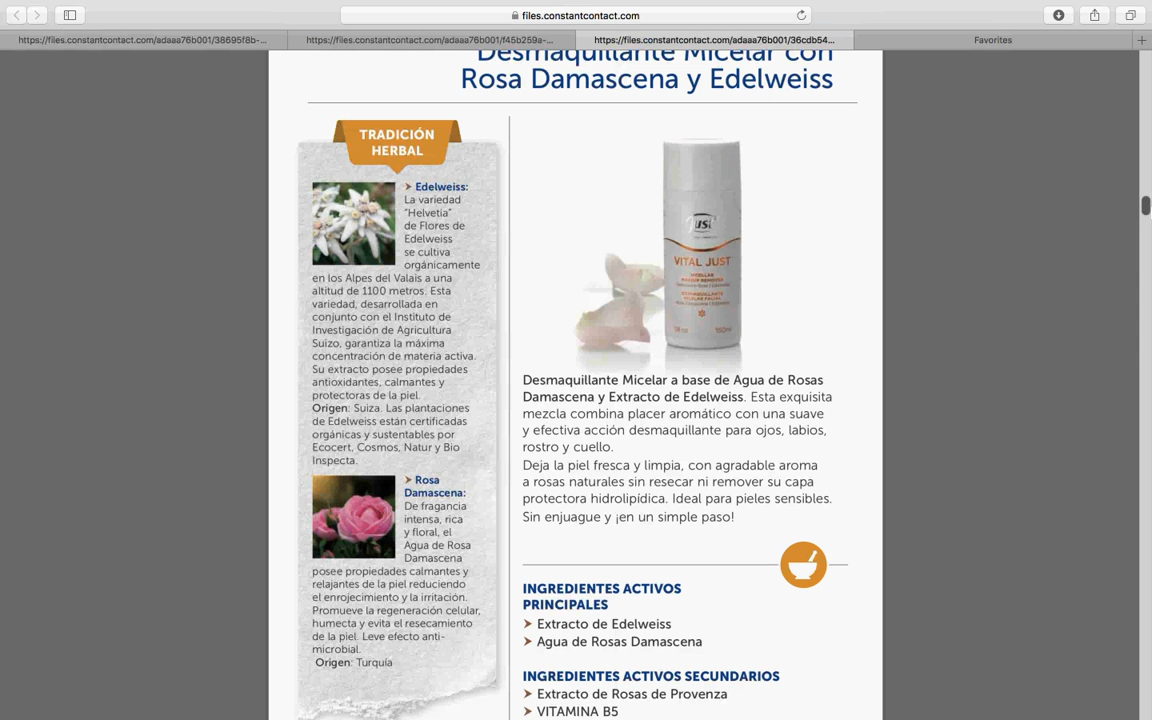 files.constantcontact.com
https://files.constantcontact.com/adaaa76b001/38695f8b-...
https://files.constantcontact.com/adaaa76b001/f45b259a-...
https://files.constantcontact.com/adaaa76b001/36cdb54...
Favorites
Desmaquillante Micelar con
Rosa Damascena y Edelweiss
TRADICIÓN
HERBAL
Edelweiss:
La variedad
"Helvetia"
de Flores de
Edelweiss
se cultiva
orgánicamente
en los Alpes del Valais a una
altitud de 1100 metros. Esta
variedad, desarrollada en
conjunto con el Instituto de
Investigación de Agricultura
Suizo, garantiza la máxima
concentración de materia activa.
Su extracto posee propiedades
antioxidantes, calmantes y
protectoras de la piel.
Origen: Suiza. Las plantaciones
de Edelweiss están certificadas
orgánicas y sustentables por
Ecocert, Cosmos, Natur y Bio
Inspecta.
Rosa
Damascena:
De fragancia
intensa, rica
y floral, el
Agua de Rosa
Damascena
posee propiedades calmantes y
relajantes de la piel reduciendo
el enrojecimiento y la irritación.
Promueve la regeneración celular,
humecta y evita el resecamiento
de la piel. Leve efecto anti-
microbial.
Origen: Turquía
Just
VITAL JUST
MICELLAR
MAKEUP REMOVER
DESMAQUILLANTE
MICELAR FACIAL
150ml
Desmaquillante Micelar a base de Agua de Rosas
Damascena y Extracto de Edelweiss. Esta exquisita
mezcla combina placer aromático con una suave
y efectiva acción desmaquillante para ojos, labios,
rostro y cuello.
Deja la piel fresca y limpia, con agradable aroma
a rosas naturales sin resecar ni remover su capa
protectora hidrolipídica. Ideal para pieles sensibles.
Sin enjuague y ¡en un simple paso!
INGREDIENTES ACTIVOS
PRINCIPALES
Extracto de Edelweiss
Agua de Rosas Damascena
INGREDIENTES ACTIVOS SECUNDARIOS
Extracto de Rosas de Provenza
VITAMINA B5